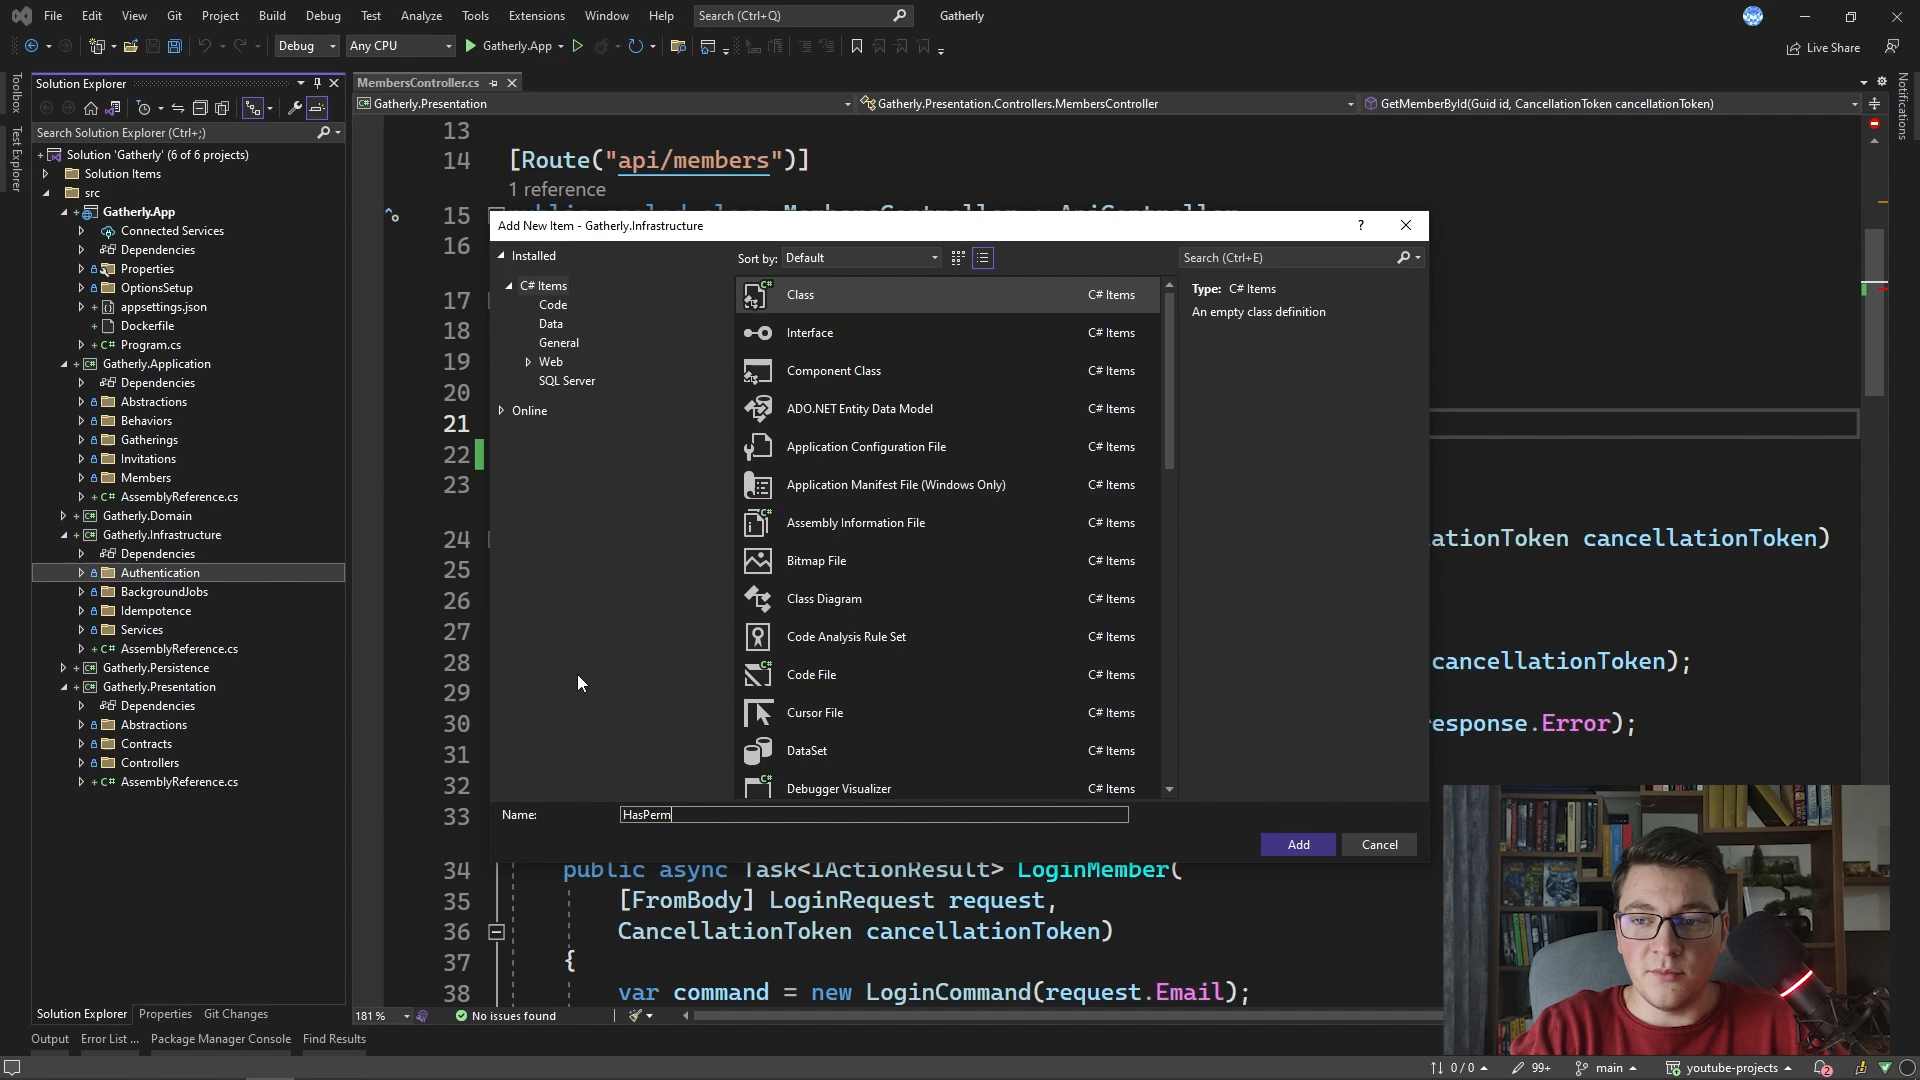 File Edit View Git Project Build Debug Test Analyze Tools Extensions Window Help Search (Ctrl+Q) Gatherly
Debug Any CPU Gatherly.App Live Share
Toolbox
Test Explorer
Notifications
Solution Explorer
Search Solution Explorer (Ctrl+;)
Solution 'Gatherly' (6 of 6 projects)
Solution Items
src
Gatherly.App
Connected Services
Dependencies
Properties
OptionsSetup
appsettings.json
Dockerfile
Program.cs
Gatherly.Application
Dependencies
Abstractions
Behaviors
Gatherings
Invitations
Members
AssemblyReference.cs
Gatherly.Domain
Gatherly.Infrastructure
Dependencies
Authentication
BackgroundJobs
Idempotence
Services
AssemblyReference.cs
Gatherly.Persistence
Gatherly.Presentation
Dependencies
Abstractions
Contracts
Controllers
AssemblyReference.cs
Solution Explorer Properties Git Changes
MembersController.cs
Gatherly.Presentation Gatherly.Presentation.Controllers.MembersController GetMemberById(Guid id, CancellationToken cancellationToken)
13
14 [Route("api/members")]
1 reference
15 public sealed class MembersController : ApiController
16
17
18
19
20
21
22
23
24 ationToken cancellationToken)
25
26
27
28 cancellationToken);
29
30 esponse.Error);
31
32
33
34 public async Task<IActionResult> LoginMember(
35 [FromBody] LoginRequest request,
36 CancellationToken cancellationToken)
37 {
38 var command = new LoginCommand(request.Email);
Add New Item - Gatherly.Infrastructure ?
Installed
C# Items
Code
Data
General
Web
SQL Server
Online
Sort by: Default
Search (Ctrl+E)
Class C# Items
Interface C# Items
Component Class C# Items
ADO.NET Entity Data Model C# Items
Application Configuration File C# Items
Application Manifest File (Windows Only) C# Items
Assembly Information File C# Items
Bitmap File C# Items
Class Diagram C# Items
Code Analysis Rule Set C# Items
Code File C# Items
Cursor File C# Items
DataSet C# Items
Debugger Visualizer C# Items
Type: C# Items
An empty class definition
Name: HasPerm
Add Cancel
181 % No issues found
Output Error List ... Package Manager Console Find Results
0 / 0 99+ main youtube-projects 2